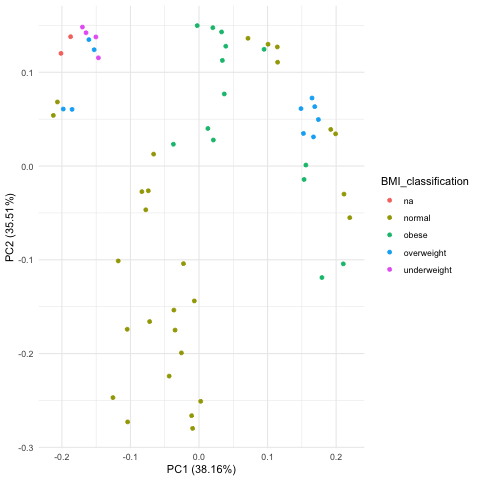 0.1
0.0
-0.1
-0.2
-0.3
PC2 (35.51%)
-0.2 -0.1 0.0 0.1 0.2
PC1 (38.16%)
BMI_classification
na
normal
obese
overweight
underweight